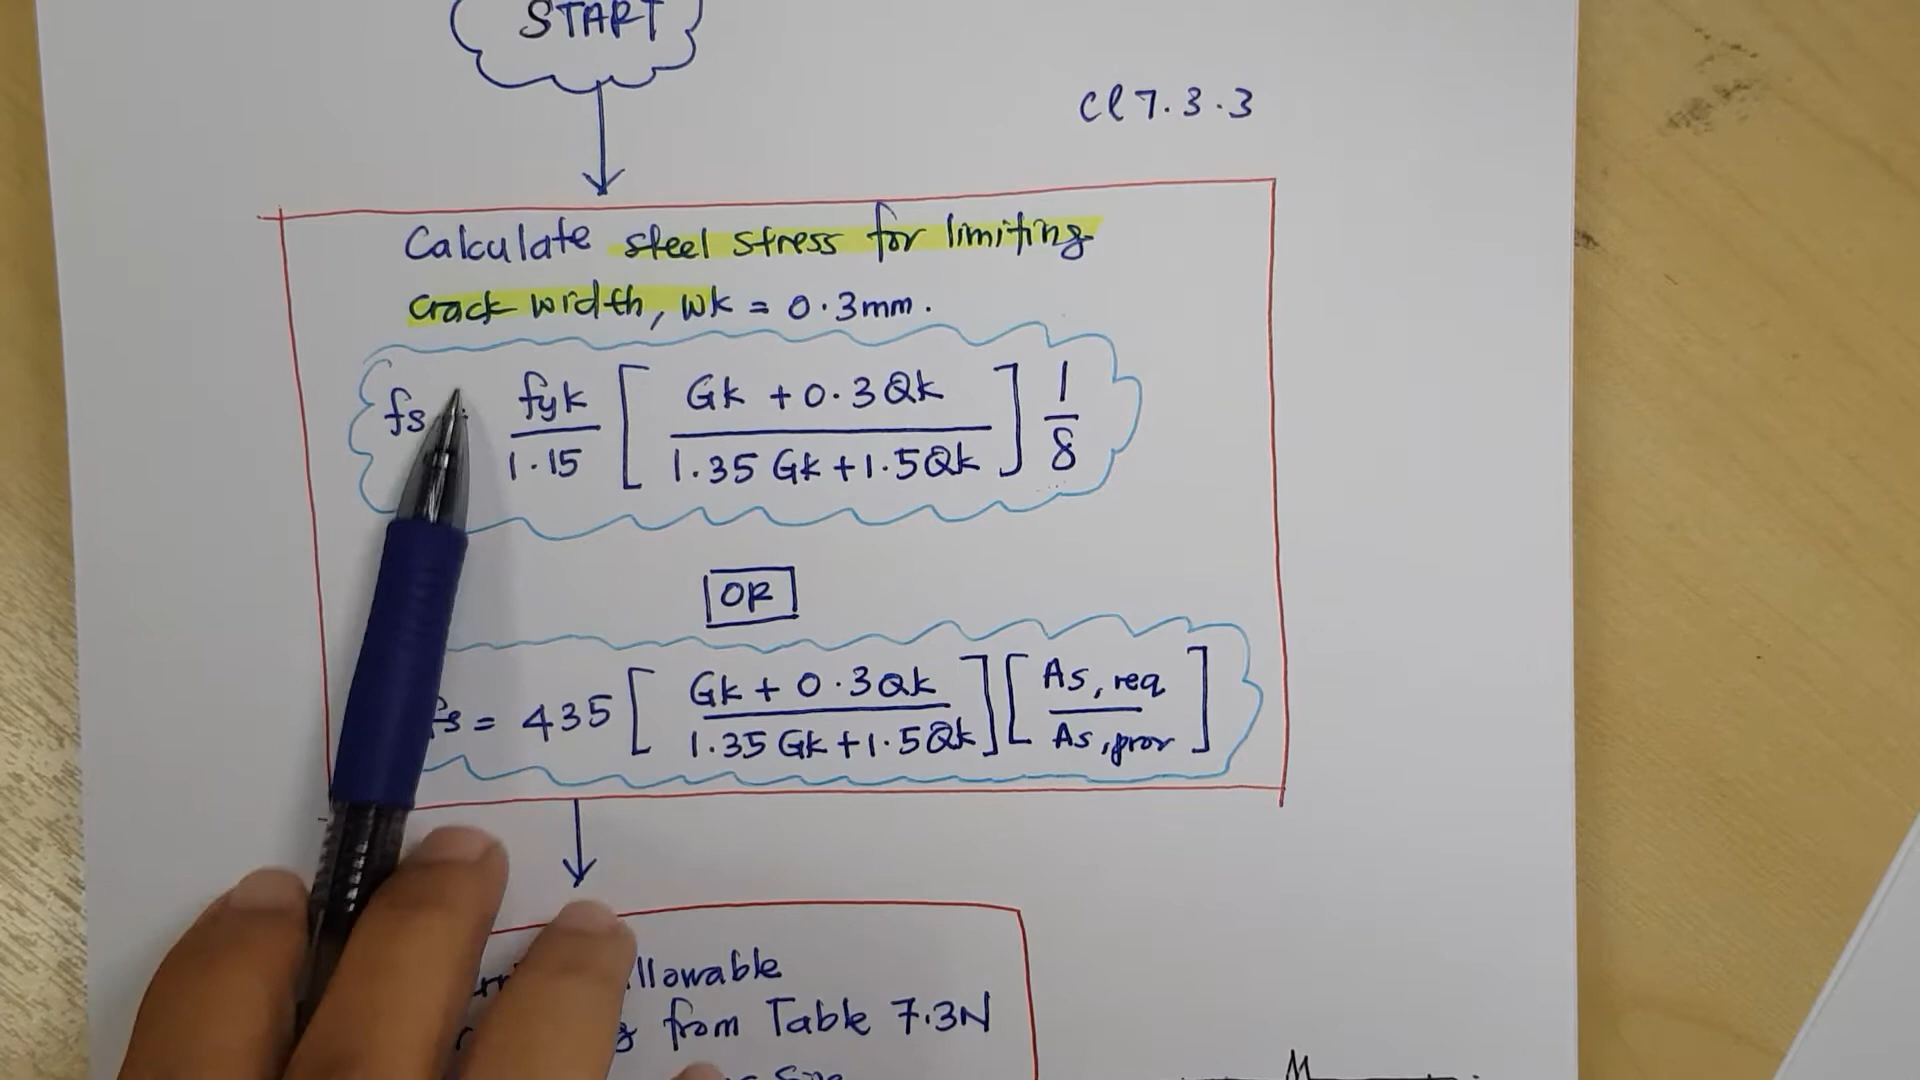 START
Cl 7.3.3
Calculate steel stress for limiting
crack width, wk = 0.3mm.
fs fyk/1.15 [ Gk + 0.3Qk / 1.35 Gk + 1.5Qk ] 1/8
OR
fs = 435 [ Gk + 0.3Qk / 1.35 Gk + 1.5Qk ] [ As,req / As,prov ]
llowable
from Table 7.3N
M